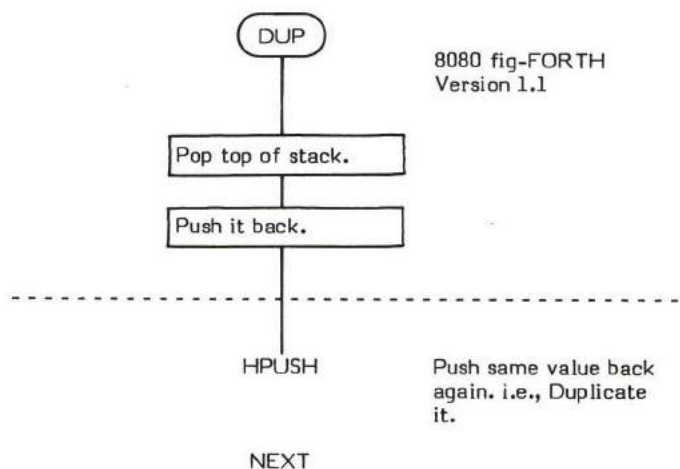 DUP
8080 fig-FORTH
Version 1.1
Pop top of stack.
Push it back.
HPUSH
Push same value back
again. i.e., Duplicate
it.
NEXT